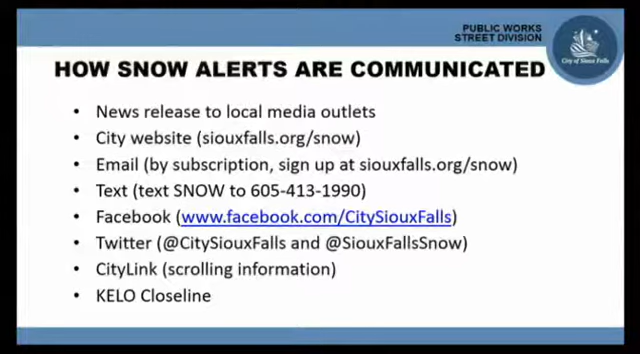 PUBLIC WORKS
STREET DIVISION
City of Sioux Falls
HOW SNOW ALERTS ARE COMMUNICATED
• News release to local media outlets
• City website (siouxfalls.org/snow)
• Email (by subscription, sign up at siouxfalls.org/snow)
• Text (text SNOW to 605-413-1990)
• Facebook (www.facebook.com/CitySiouxFalls)
• Twitter (@CitySiouxFalls and @SiouxFallsSnow)
• CityLink (scrolling information)
• KELO Closeline